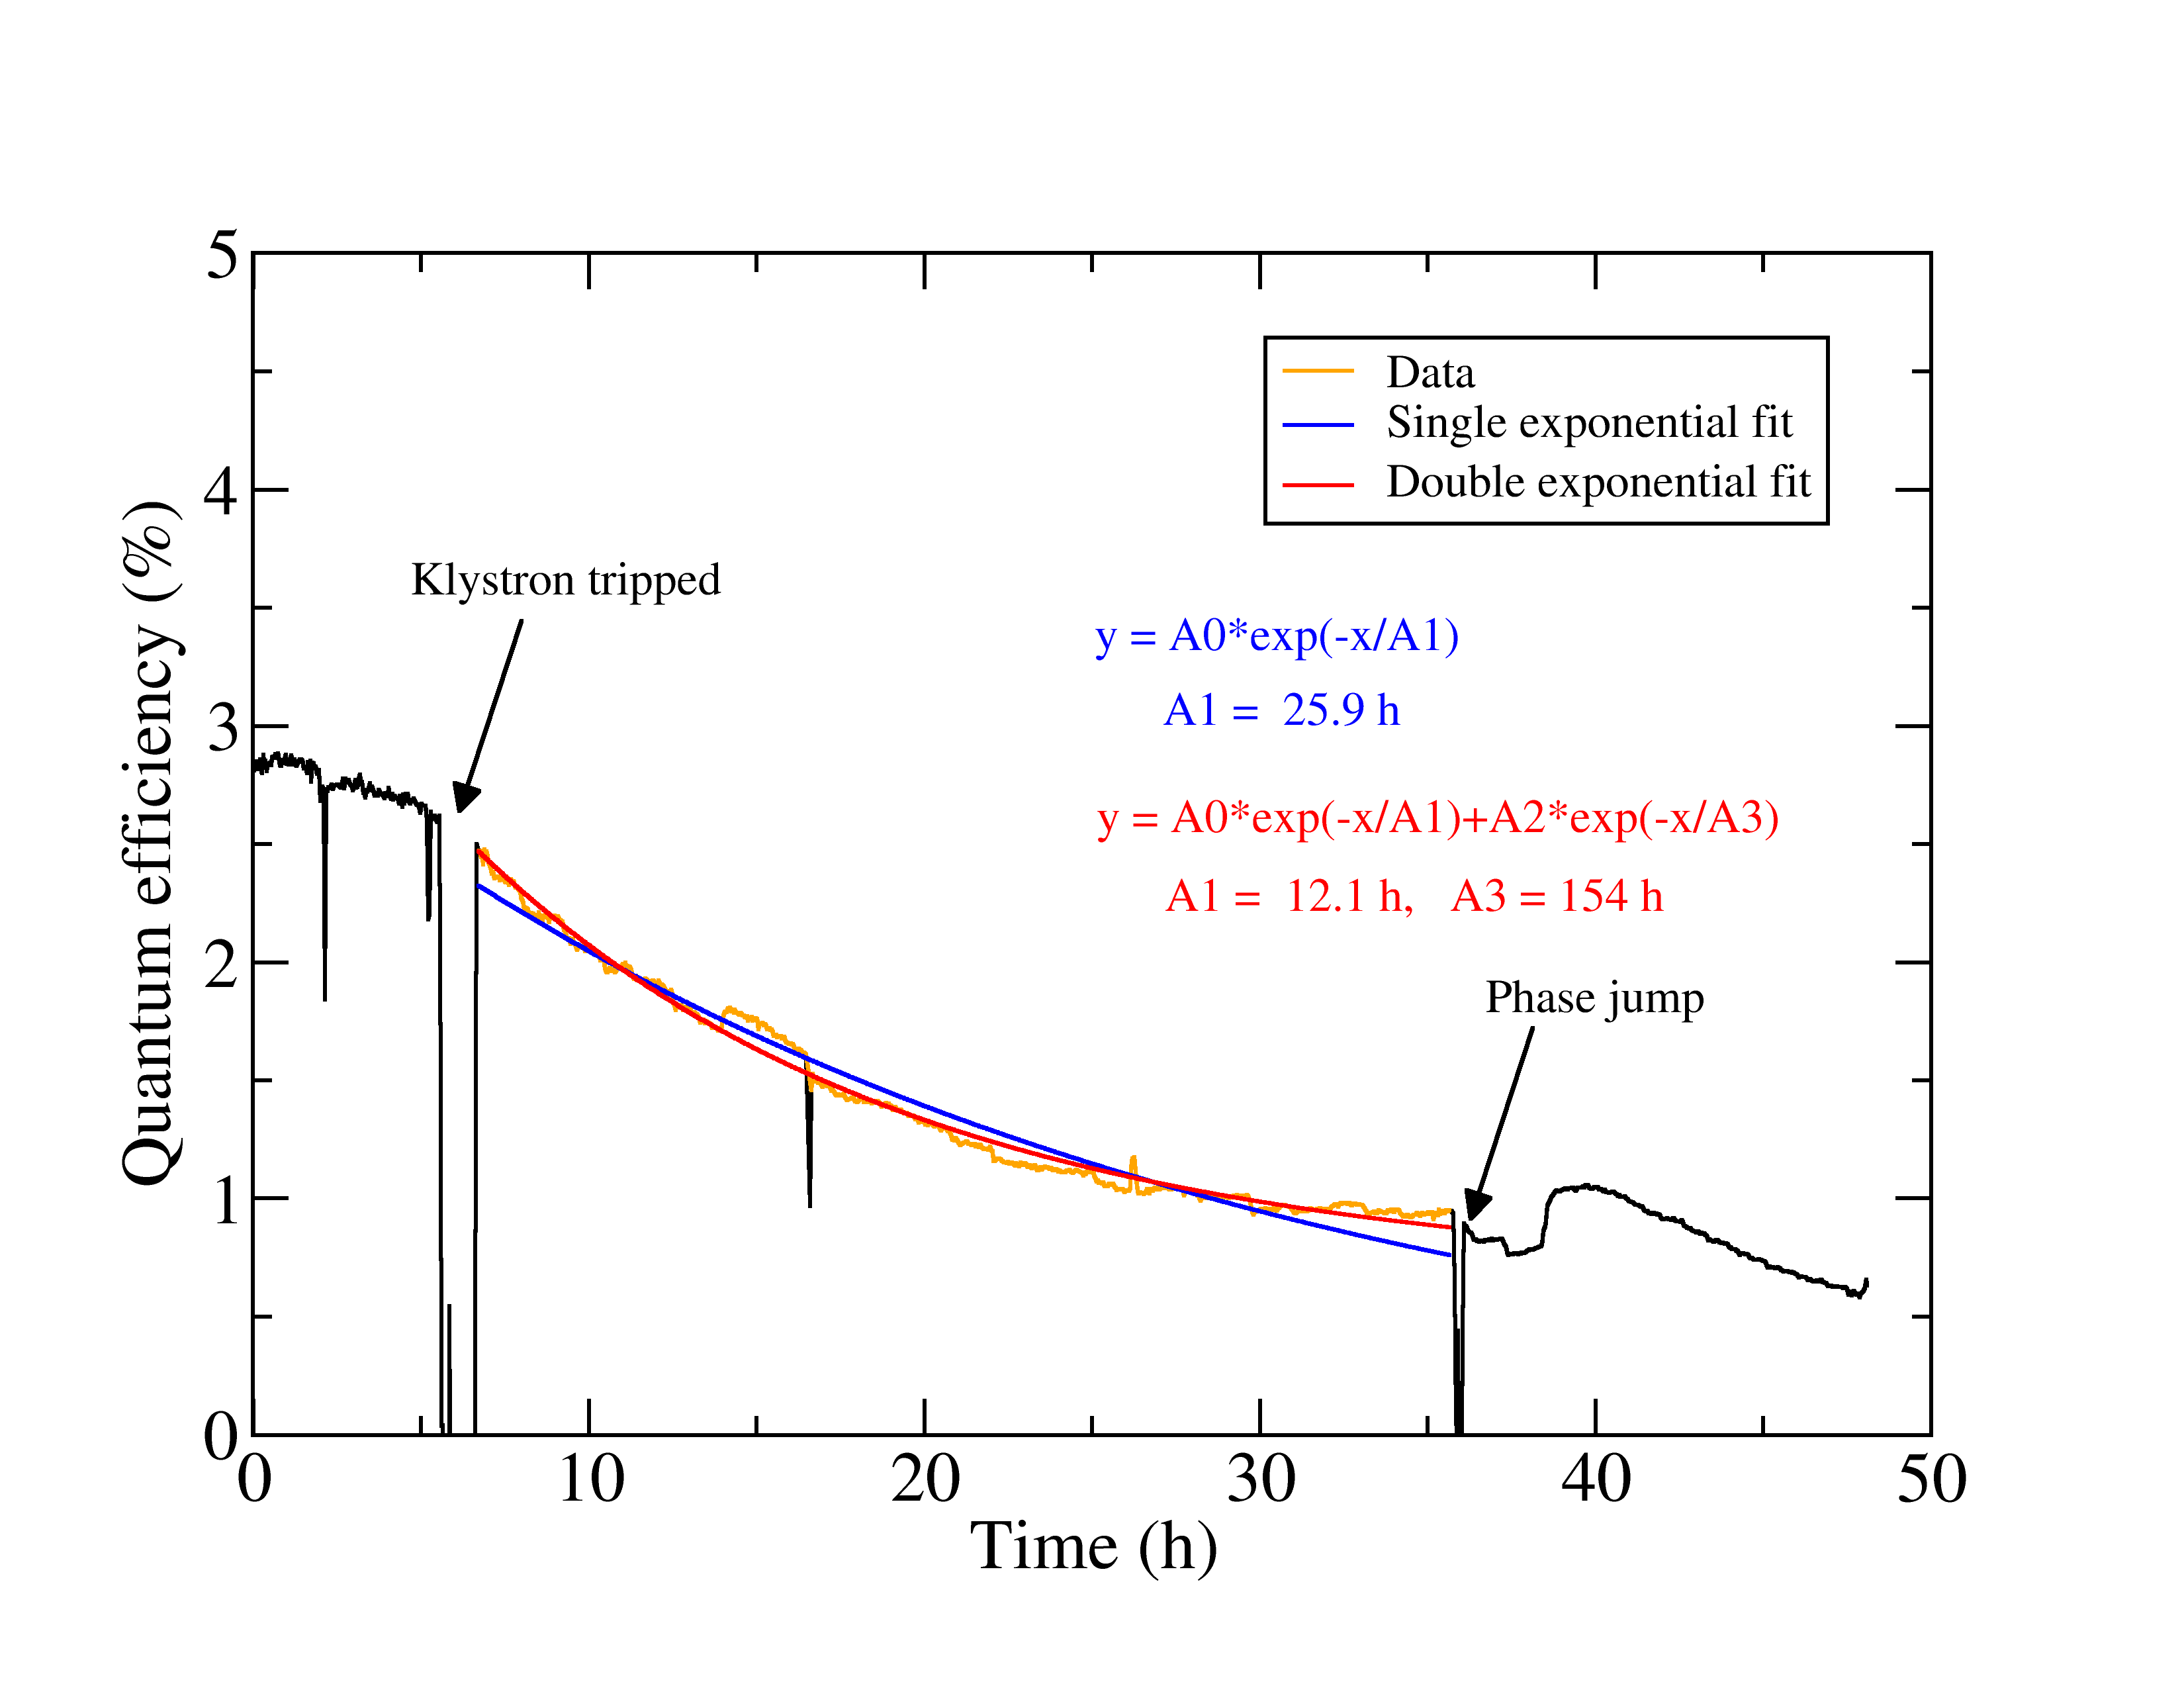 5
4
3
2
1
0
Quantum efficiency (%)
Data
Single exponential fit
Double exponential fit
Klystron tripped
y = A0*exp(-x/A1)
A1 =  25.9 h
y = A0*exp(-x/A1)+A2*exp(-x/A3)
A1 =  12.1 h,   A3 = 154 h
Phase jump
0 10 20 30 40 50
Time (h)